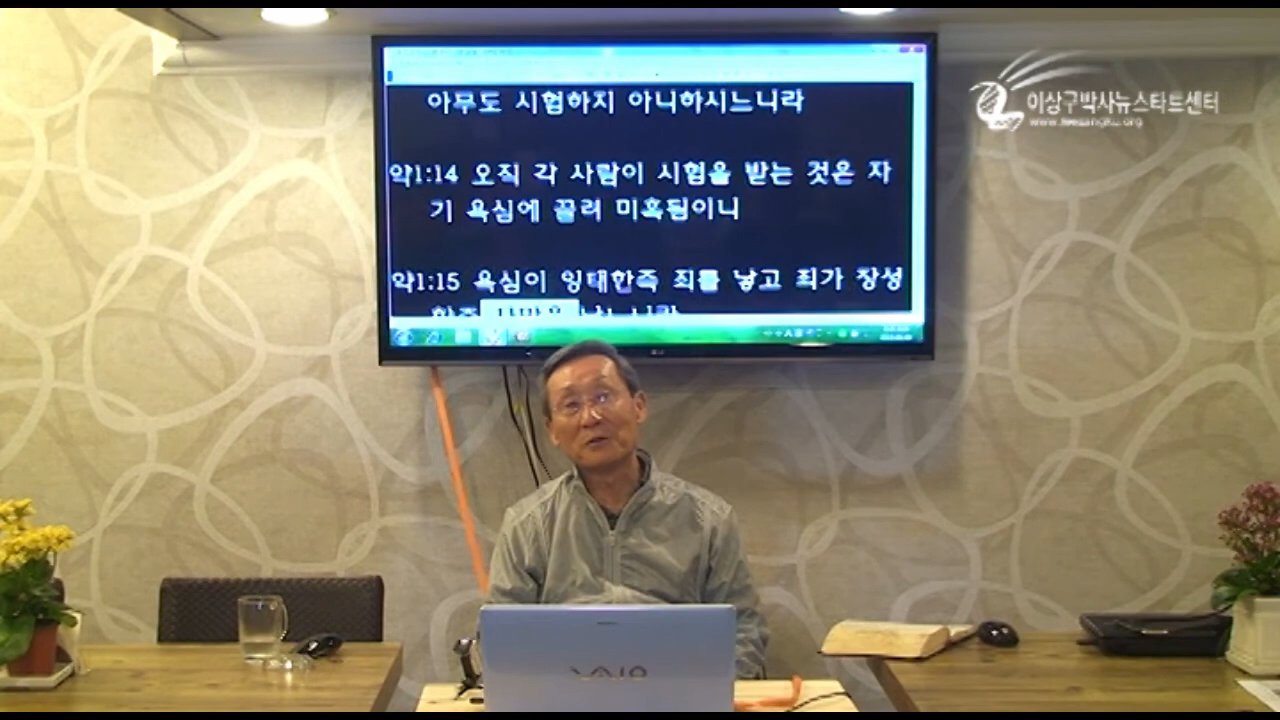 아무도 시험하지 아니하시느니라
약1:14 오직 각 사람이 시험을 받는 것은 자
기 욕심에 끌려 미혹됨이니
약1:15 욕심이 잉태한즉 죄를 낳고 죄가 장성
이상구박사뉴스타트센터
LG
VAIO